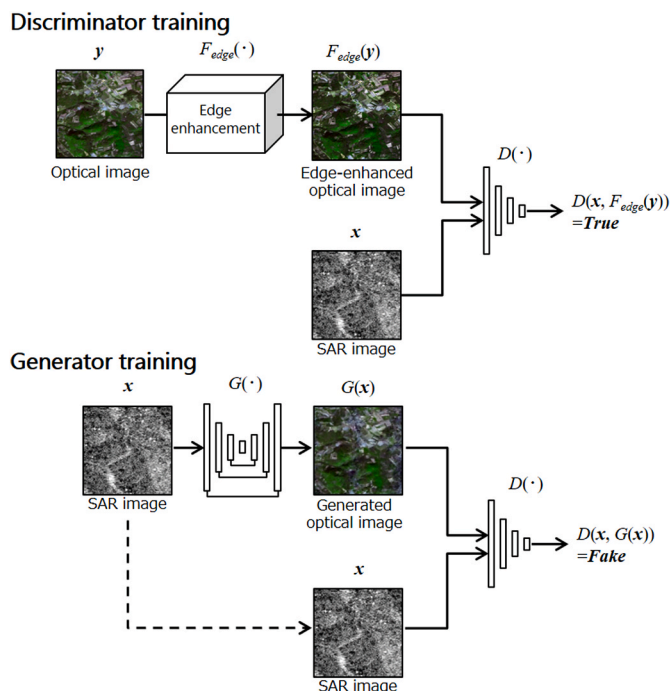 Discriminator training
y
F_edge(·)
F_edge(y)
Edge
enhancement
Optical image
Edge-enhanced
optical image
D(·)
D(x, F_edge(y))
=True
x
SAR image
Generator training
x
G(·)
G(x)
SAR image
Generated
optical image
D(·)
D(x, G(x))
=Fake
x
SAR image